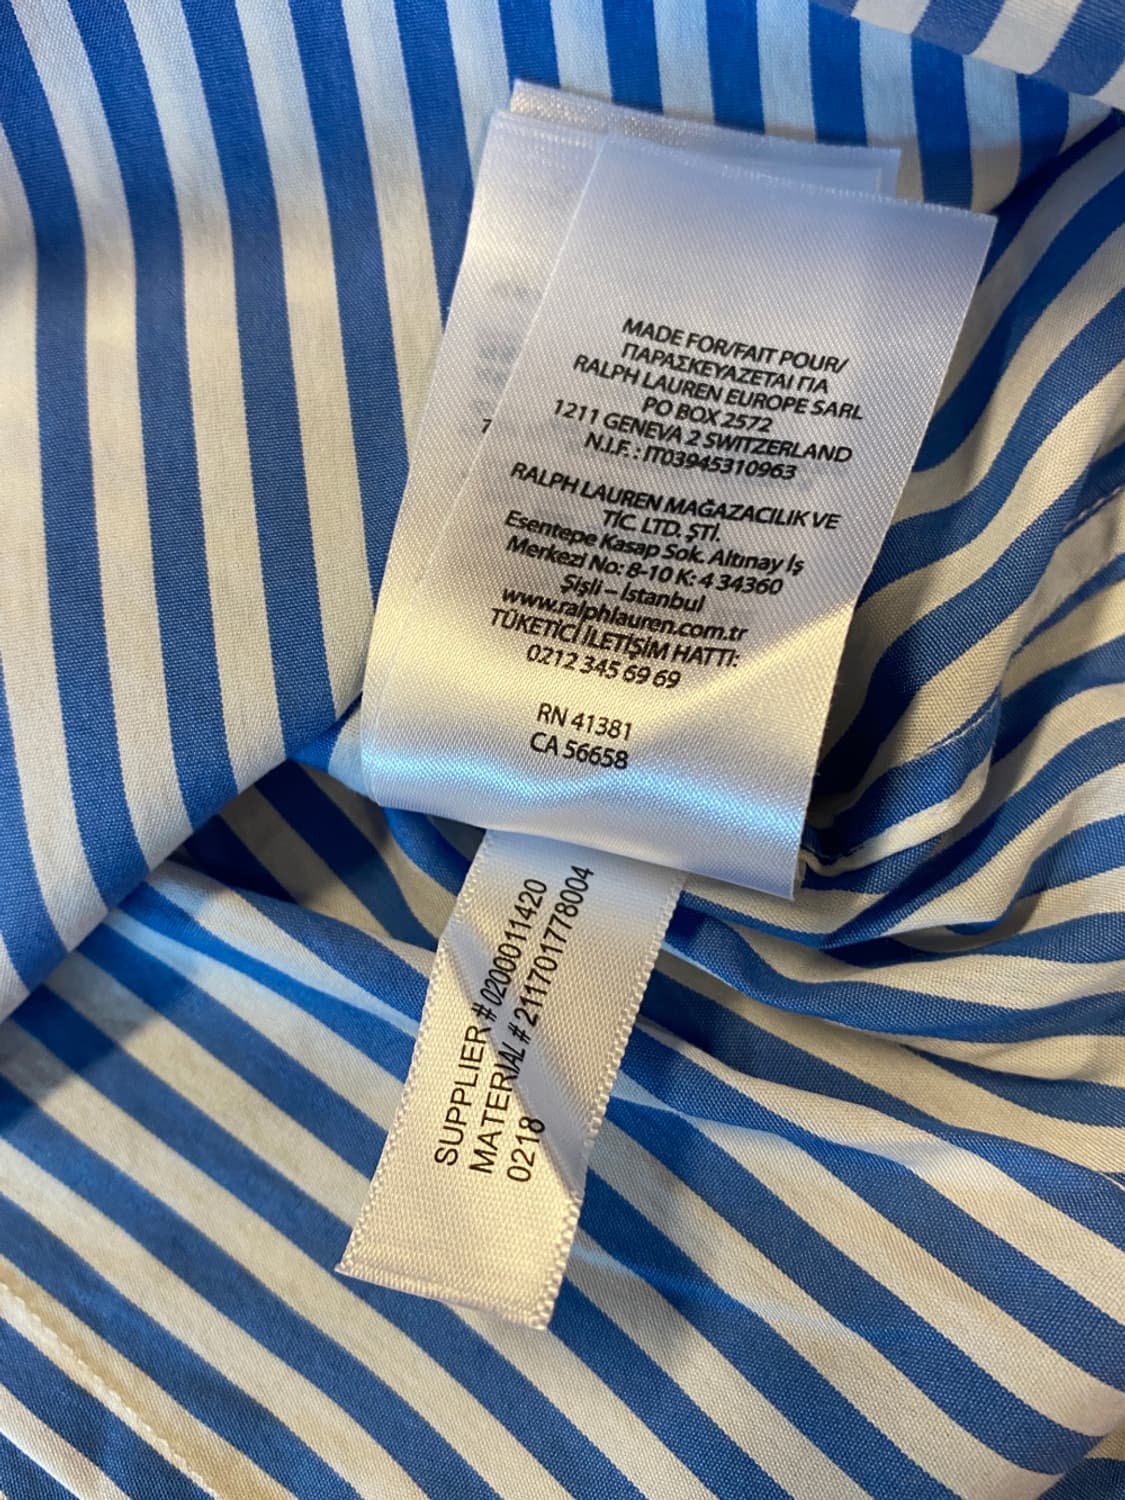 MADE FOR/FAIT POUR/
ΠΑΡΑΣΚΕΥΑΖΕΤΑΙ ΓΙΑ
RALPH LAUREN EUROPE SARL
PO BOX 2572
1211 GENEVA 2 SWITZERLAND
N.I.F. : IT03945310963
RALPH LAUREN MAĞAZACILIK VE
TİC. LTD. ŞTİ.
Esentepe Kasap Sok. Altınay İş
Merkezi No: 8-10 K: 4 34360
Şişli – İstanbul
www.ralphlauren.com.tr
TÜKETİCİ İLETİŞİM HATTI:
0212 345 69 69
RN 41381
CA 56658
SUPPLIER # 0200011420
MATERIAL # 211701778004
0218